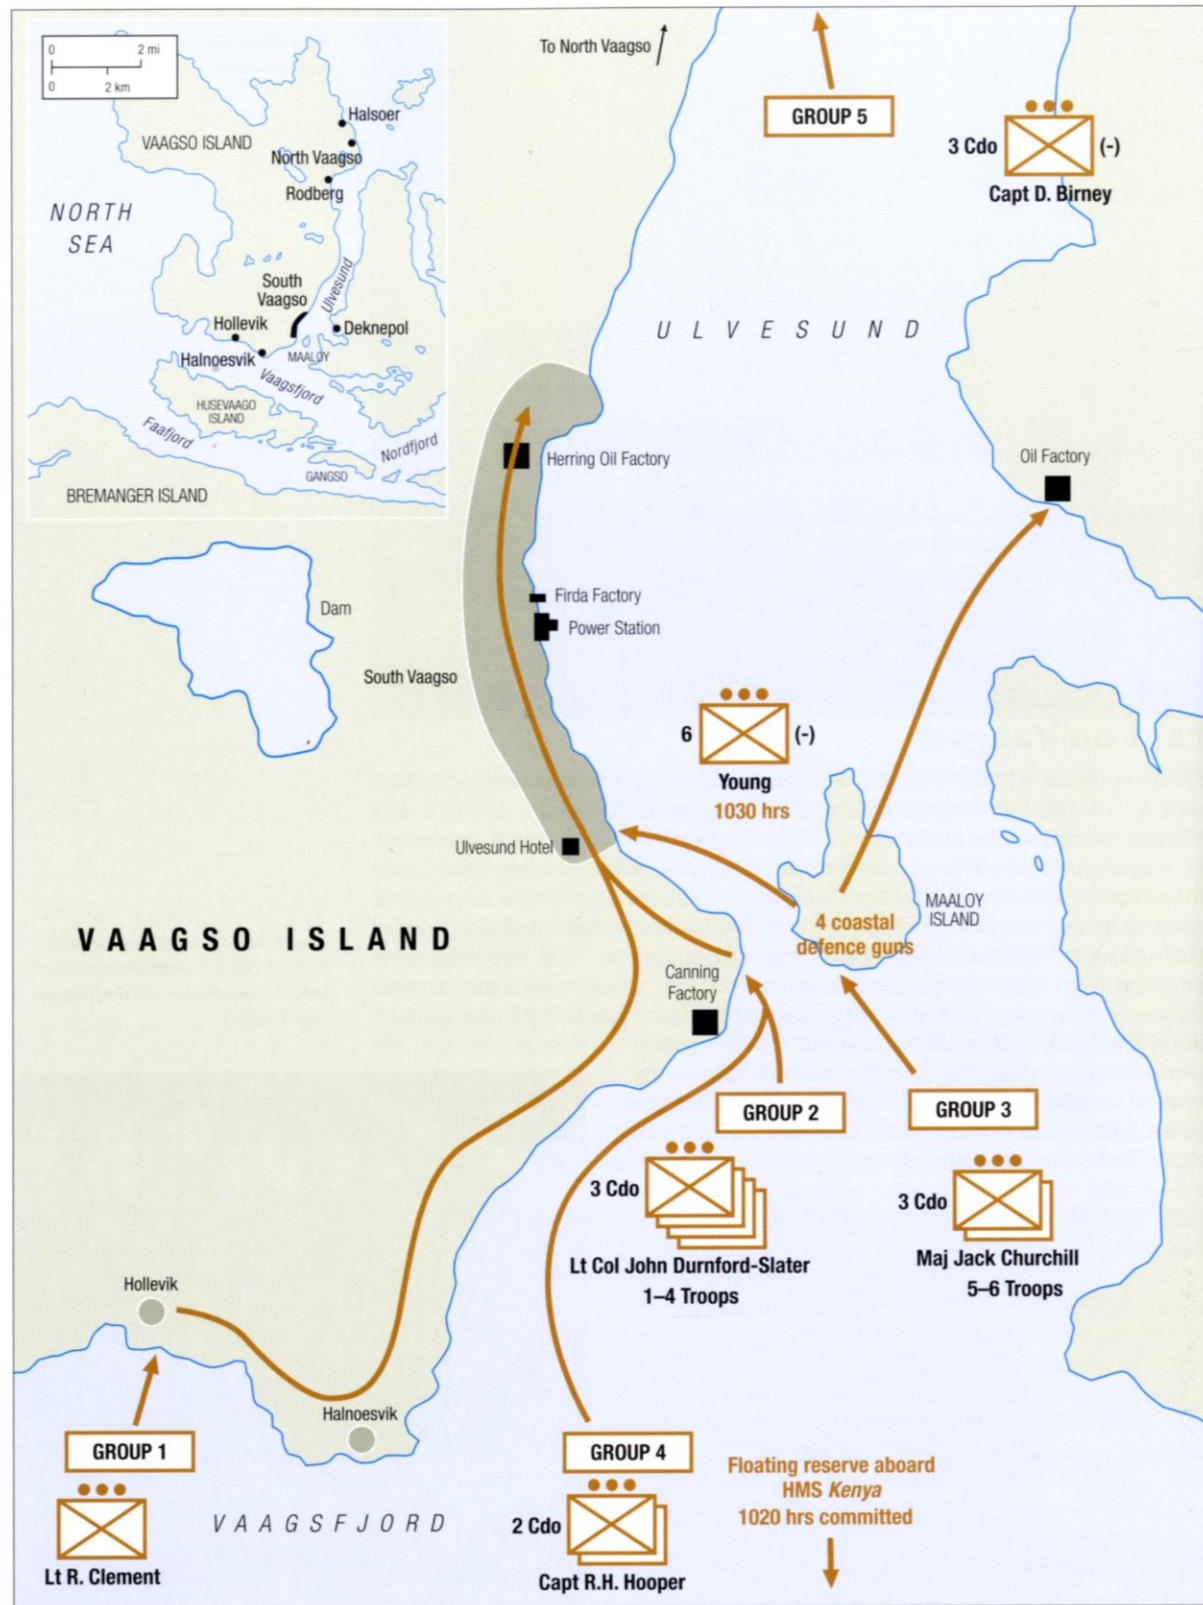 0
2 mi
0
2 km
Halsoer
VAAGSO ISLAND
North Vaagso
Rodberg
NORTH
SEA
Ulvesund
South
Vaagso
Hollevik
Deknepol
Halnoesvik
MAALOY
Vaagsfjord
HUSEVAAGO
ISLAND
Faafjord
Nordfjord
GANGSO
BREMANGER ISLAND
To North Vaagso
GROUP 5
3 Cdo
(-)
Capt D. Birney
ULVESUND
Herring Oil Factory
Oil Factory
Dam
Firda Factory
Power Station
South Vaagso
6
(-)
Young
1030 hrs
Ulvesund Hotel
MAALOY
ISLAND
4 coastal
defence guns
VAAGSO ISLAND
Canning
Factory
GROUP 2
GROUP 3
3 Cdo
3 Cdo
Lt Col John Durnford-Slater
1–4 Troops
Maj Jack Churchill
5–6 Troops
Hollevik
Halnoesvik
GROUP 1
GROUP 4
Floating reserve aboard
HMS Kenya
1020 hrs committed
VAAGSFJORD
2 Cdo
Lt R. Clement
Capt R.H. Hooper